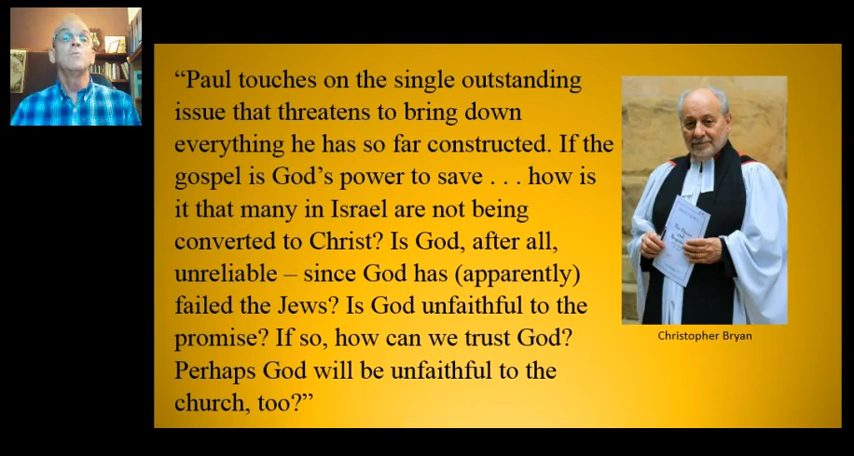 “Paul touches on the single outstanding
issue that threatens to bring down
everything he has so far constructed. If the
gospel is God’s power to save . . . how is
it that many in Israel are not being
converted to Christ? Is God, after all,
unreliable – since God has (apparently)
failed the Jews? Is God unfaithful to the
promise? If so, how can we trust God?
Perhaps God will be unfaithful to the
church, too?”
Christopher Bryan